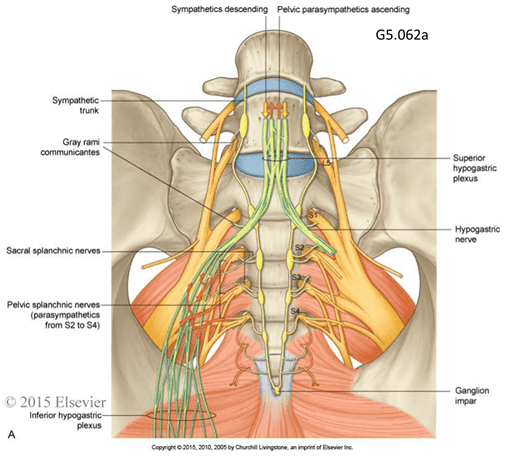 Sympathetics descending
Pelvic parasympathetics ascending
G5.062a
Sympathetic
trunk
Gray rami
communicantes
L5
Superior
hypogastric
plexus
S1
Hypogastric
nerve
Sacral splanchnic nerves
S2
S3
Pelvic splanchnic nerves
(parasympathetics
from S2 to S4)
S4
Ganglion
impar
© 2015 Elsevier
Inferior hypogastric
plexus
A
Copyright © 2015, 2010, 2005 by Churchill Livingstone, an imprint of Elsevier Inc.